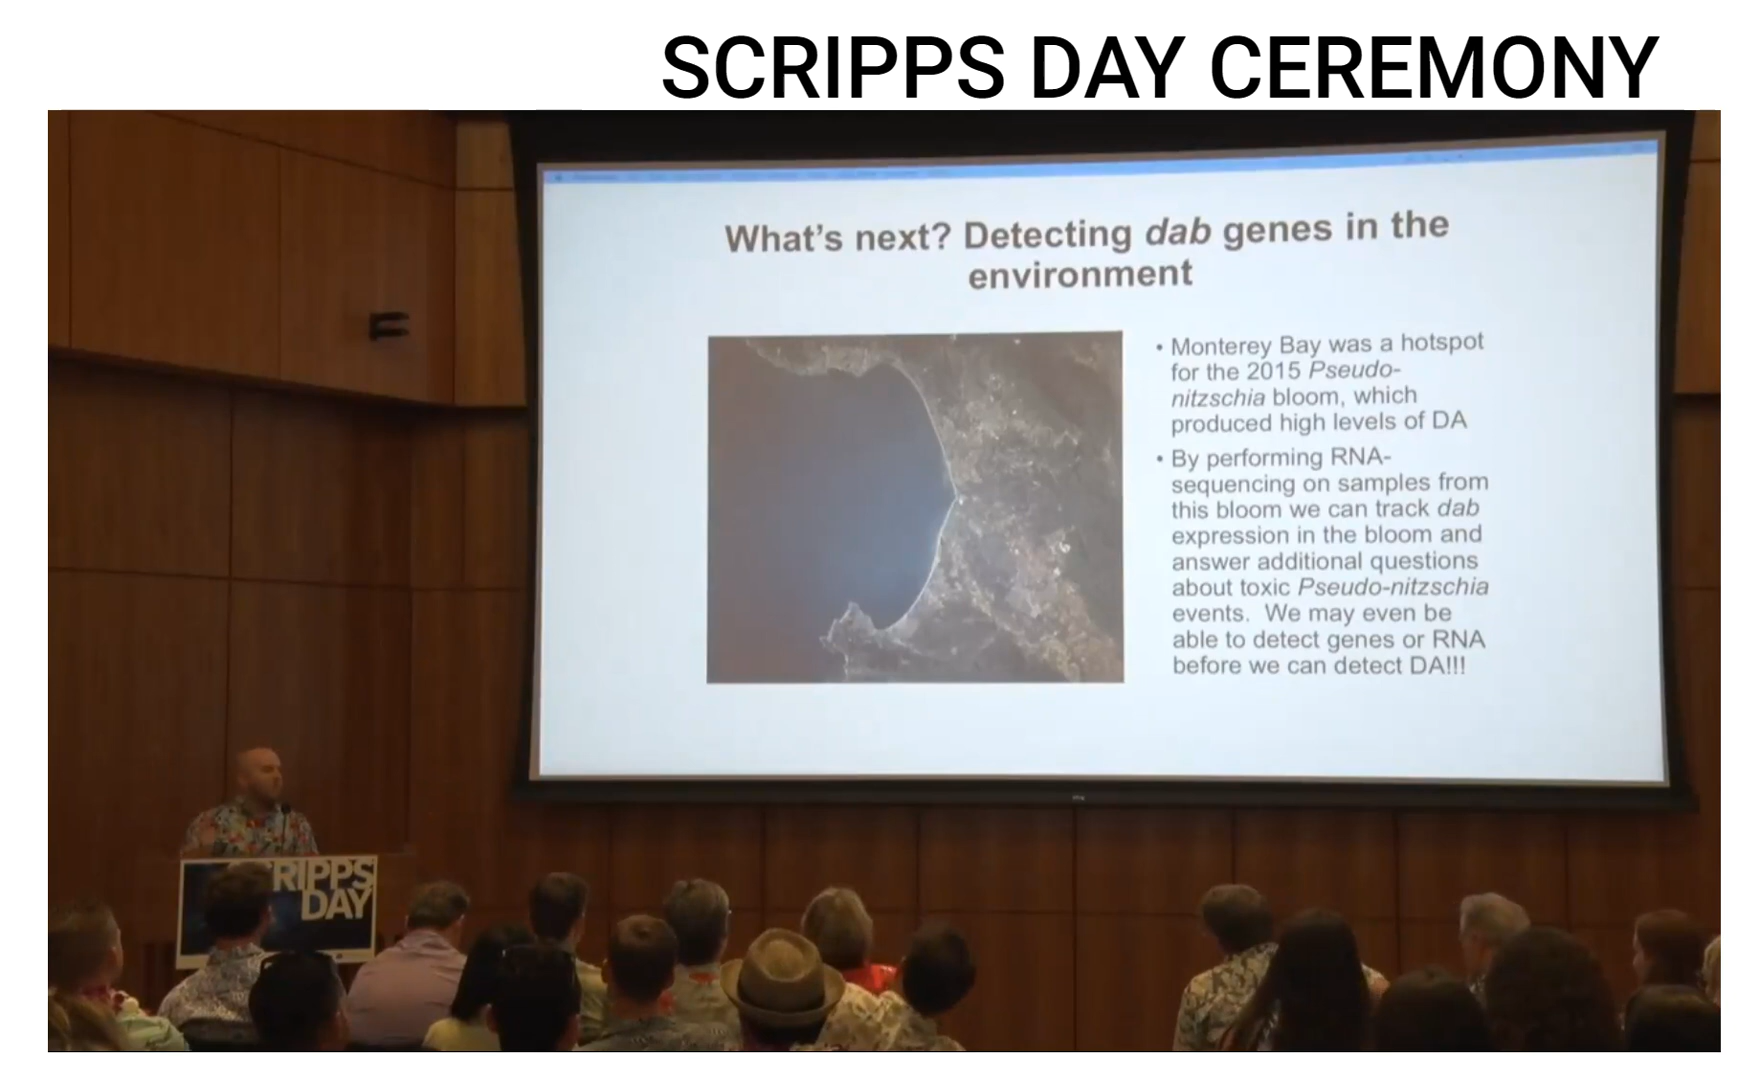 SCRIPPS DAY CEREMONY
What's next? Detecting dab genes in the
environment
• Monterey Bay was a hotspot
for the 2015 Pseudo-
nitzschia bloom, which
produced high levels of DA
• By performing RNA-
sequencing on samples from
this bloom we can track dab
expression in the bloom and
answer additional questions
about toxic Pseudo-nitzschia
events. We may even be
able to detect genes or RNA
before we can detect DA!!!
RIPPS
DAY